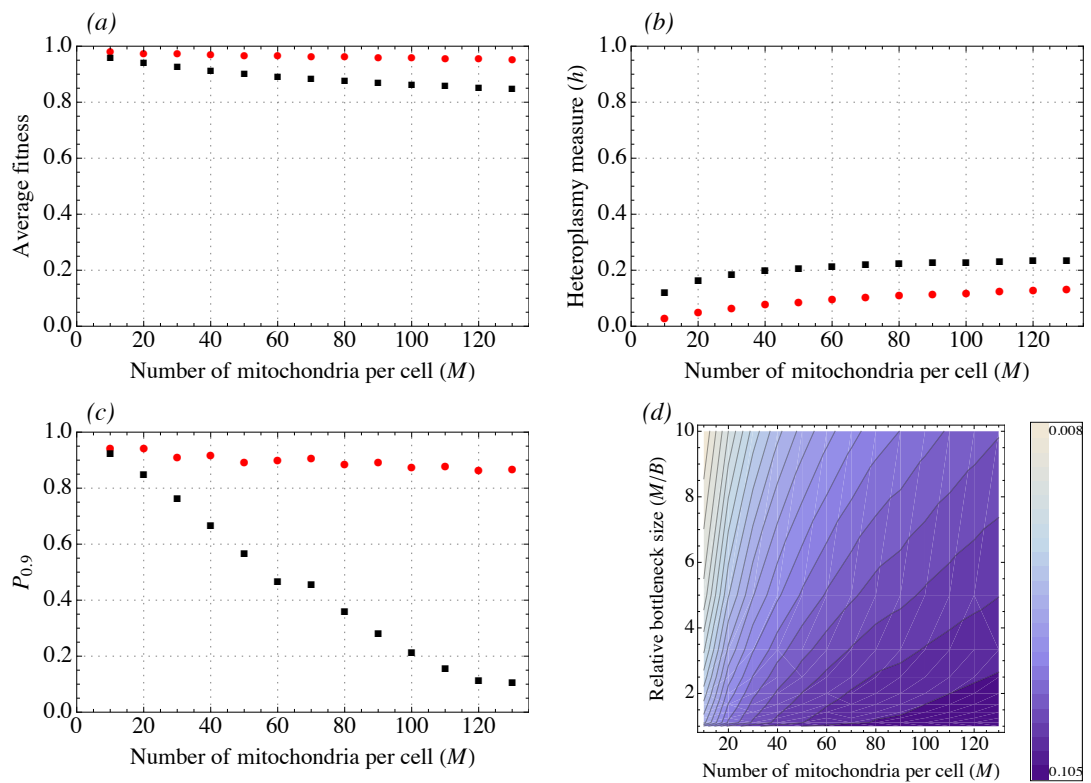 (a)
1.0
0.8
0.6
0.4
0.2
0.0
Average fitness
0 20 40 60 80 100 120
Number of mitochondria per cell (M)
(b)
1.0
0.8
0.6
0.4
0.2
0.0
Heteroplasmy measure (h)
0 20 40 60 80 100 120
Number of mitochondria per cell (M)
(c)
1.0
0.8
0.6
0.4
0.2
0.0
P0.9
0 20 40 60 80 100 120
Number of mitochondria per cell (M)
(d)
10
8
6
4
2
Relative bottleneck size (M/B)
20 40 60 80 100 120
Number of mitochondria per cell (M)
0.008
0.105